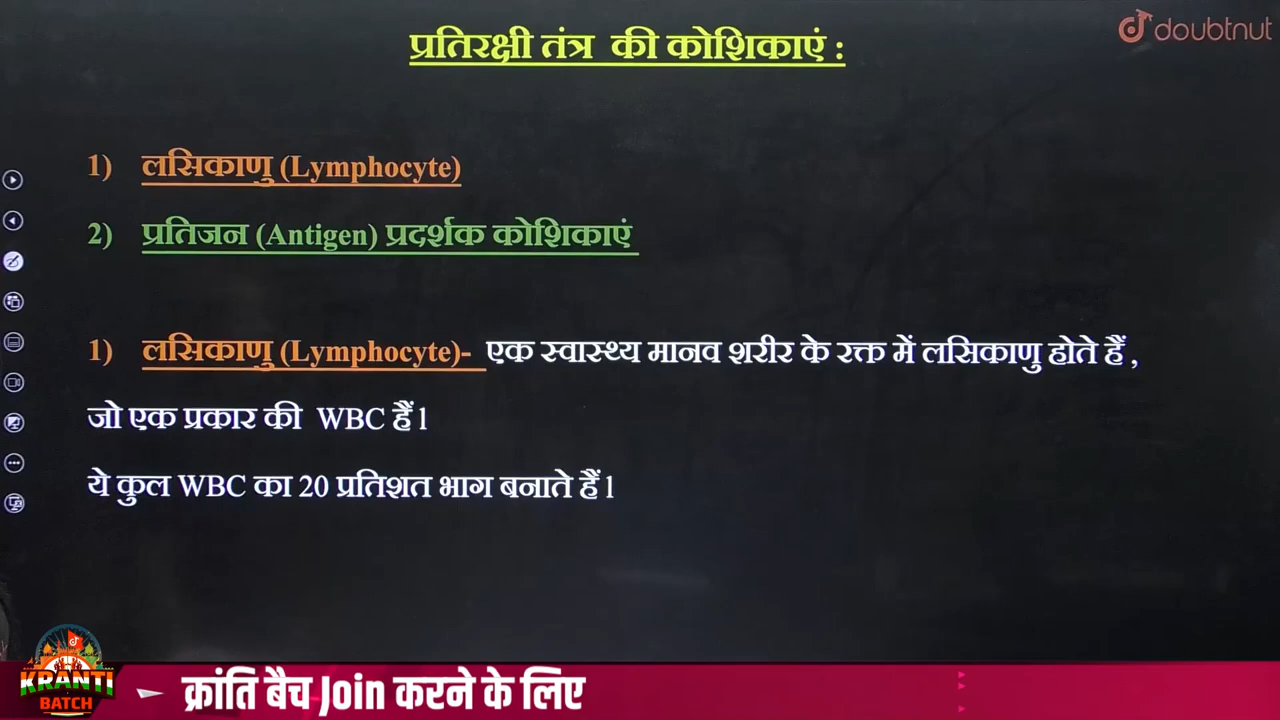 प्रतिरक्षी तंत्र की कोशिकाएं :
doubtnut
1) लसिकाणु (Lymphocyte)
2) प्रतिजन (Antigen) प्रदर्शक कोशिकाएं
1) लसिकाणु (Lymphocyte)- एक स्वास्थ्य मानव शरीर के रक्त में लसिकाणु होते हैं ,
जो एक प्रकार की WBC हैं l
ये कुल WBC का 20 प्रतिशत भाग बनाते हैं l
KRANTI
BATCH
क्रांति बैच Join करने के लिए